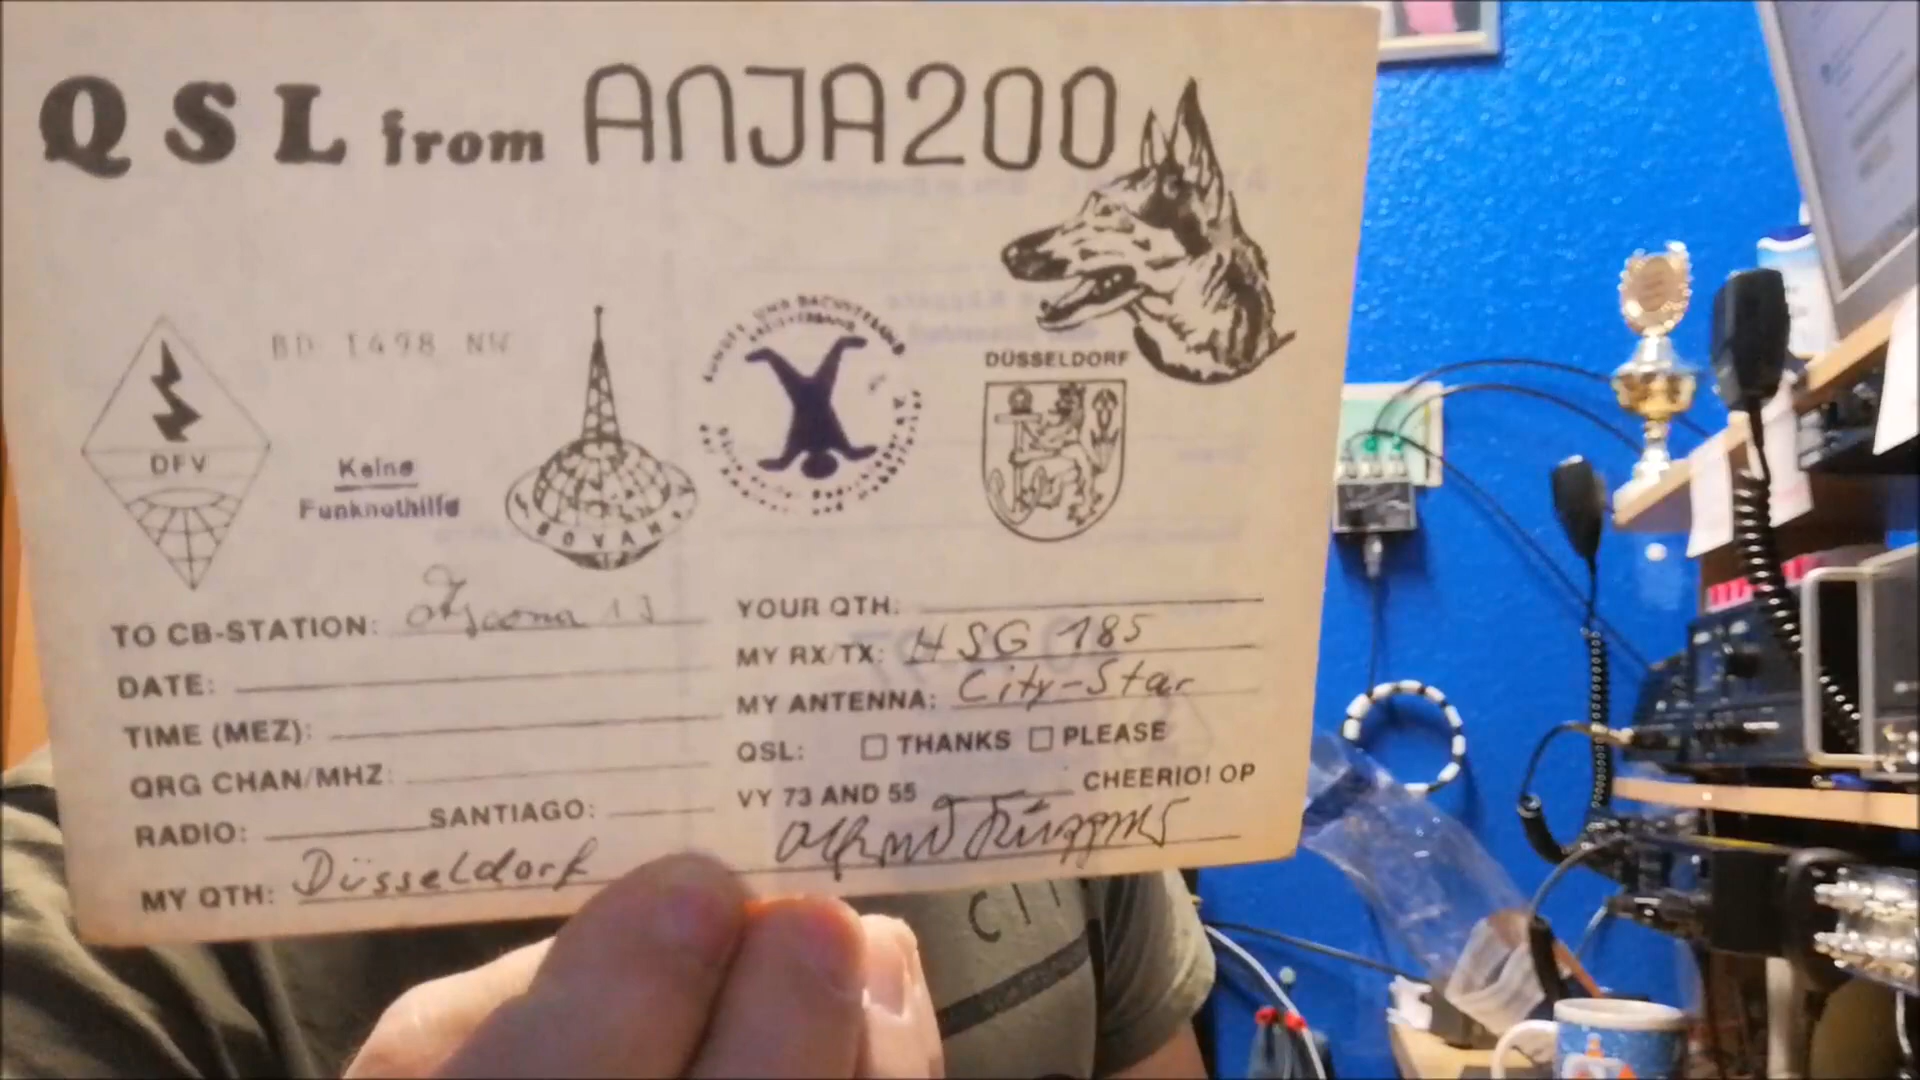 QSL from ANJA200
BD 1498 NW
DÜSSELDORF
DFV
Keine
Funknothilfe
TO CB-STATION: 13
DATE:
TIME (MEZ):
QRG CHAN/MHZ:
RADIO: SANTIAGO:
MY QTH: Düsseldorf
YOUR QTH:
MY RX/TX: HSG 185
MY ANTENNA: City-Star
QSL: THANKS PLEASE
VY 73 AND 55 CHEERIO! OP